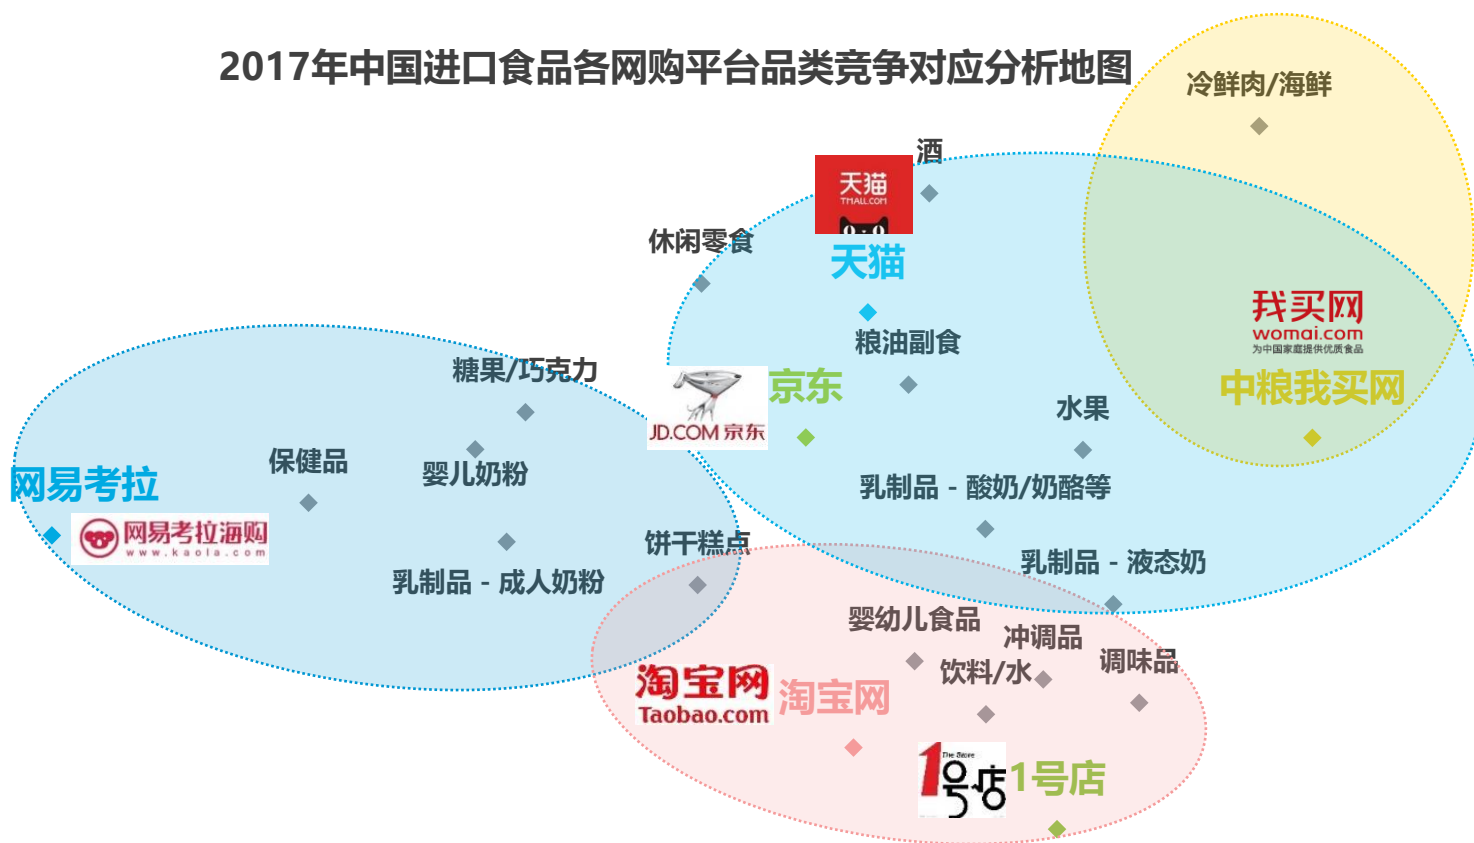 2017年中国进口食品各网购平台品类竞争对应分析地图
冷鲜肉/海鲜
酒
天猫
TMALL.COM
休闲零食
天猫
粮油副食
我买网
womai.com
为中国家庭提供优质食品
糖果/巧克力
京东
JD.COM 京东
中粮我买网
水果
保健品
婴儿奶粉
网易考拉
网易考拉海购
www.kaola.com
乳制品 - 酸奶/奶酪等
饼干糕点
乳制品 - 成人奶粉
乳制品 - 液态奶
婴幼儿食品
冲调品
饮料/水
调味品
淘宝网
Taobao.com
淘宝网
The Store
1号店
1号店